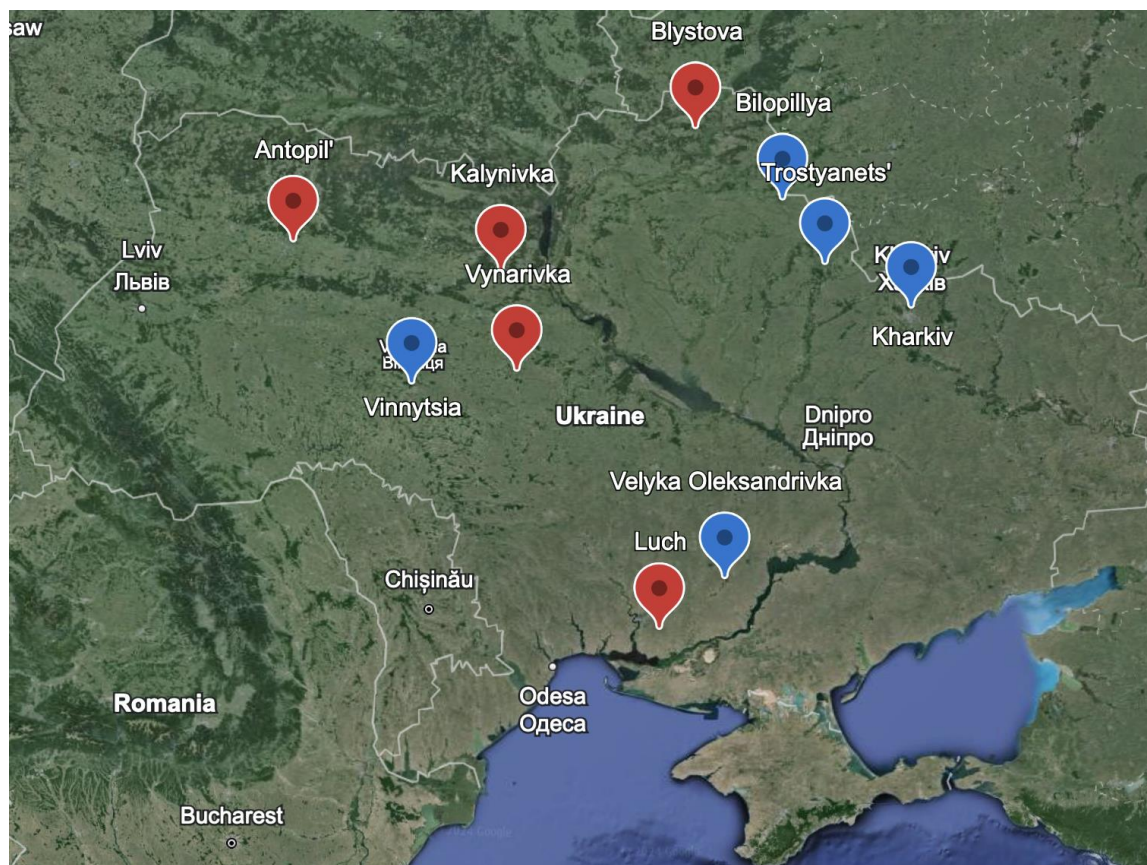 saw
Blystova
Bilopillya
Antopil'
Kalynivka
Trostyanets'
Lviv
Львів
Vynarivka
Kharkiv
Vinnytsia
Ukraine
Dnipro
Дніпро
Velyka Oleksandrivka
Luch
Chișinău
Romania
Odesa
Одеса
Bucharest